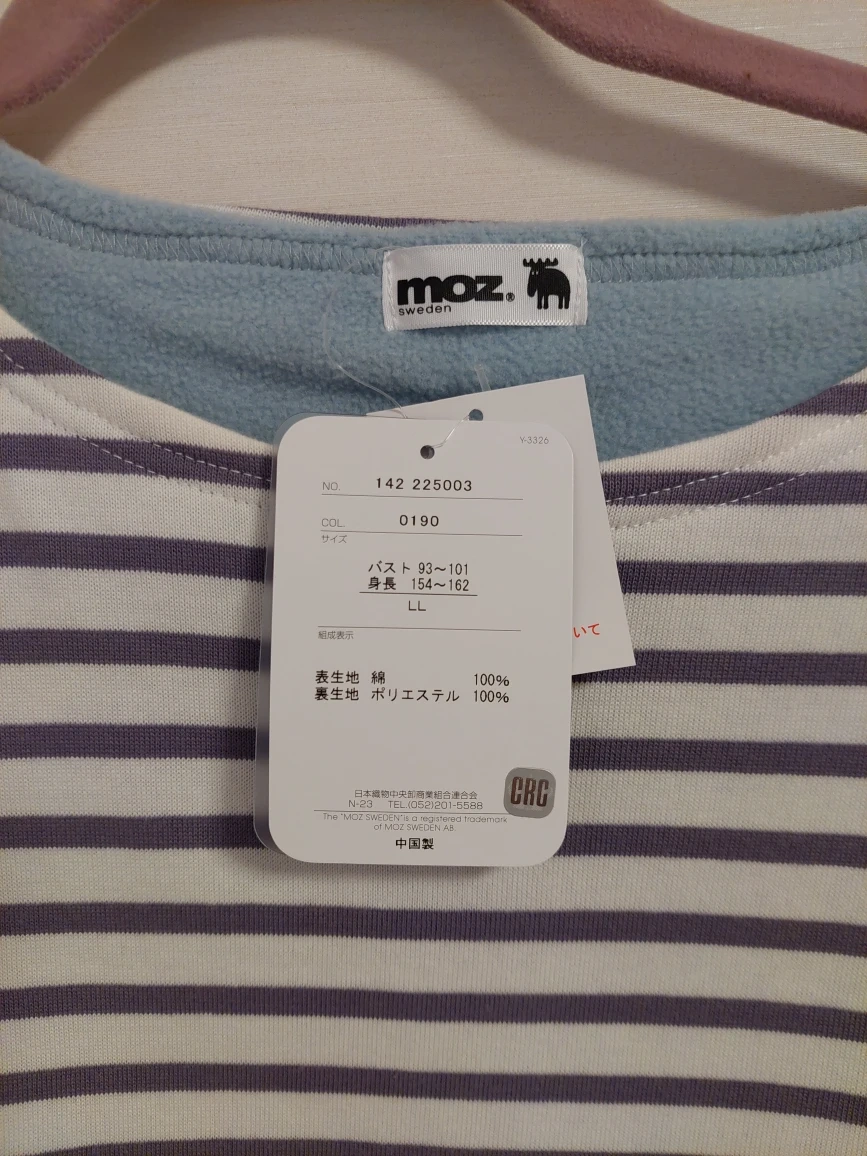 moz.®
sweden
Y-3326
NO. 142 225003
COL. 0190
サイズ
バスト 93～101
身長 154～162
LL
いて
組成表示
表生地 綿 100%
裏生地 ポリエステル 100%
CRC
日本織物中央卸商業組合連合会
N-23 TEL.(052)201-5588
The "MOZ SWEDEN"is a registered trademark
of MOZ SWEDEN AB.
中国製